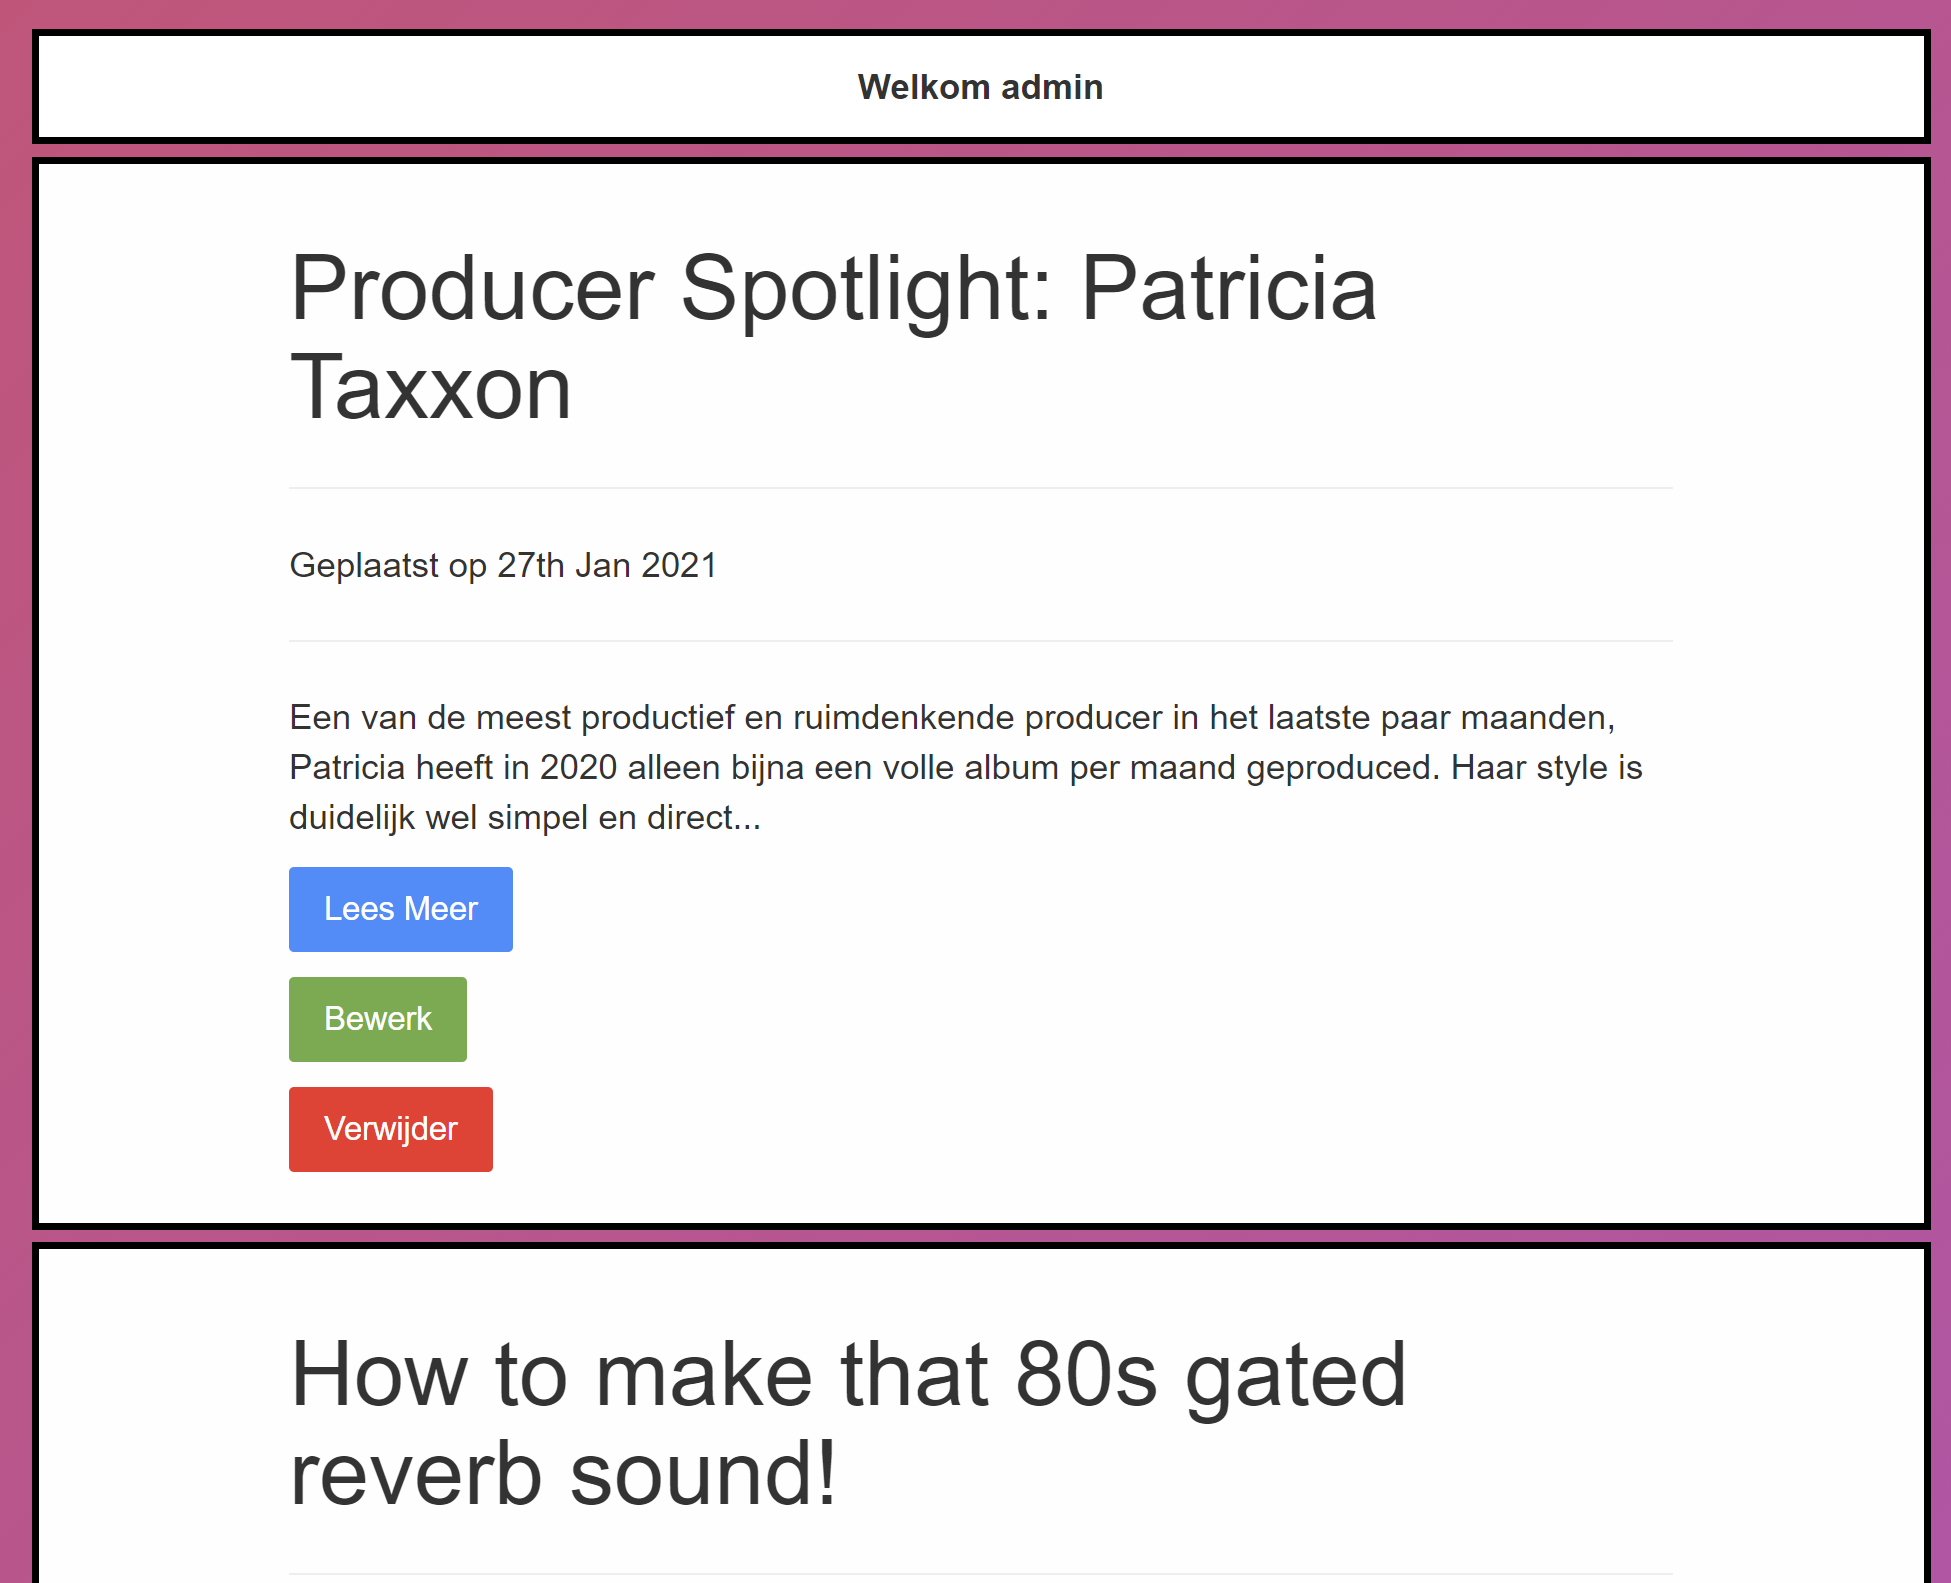 Welkom admin
Producer Spotlight: Patricia
Taxxon
Geplaatst op 27th Jan 2021
Een van de meest productief en ruimdenkende producer in het laatste paar maanden,
Patricia heeft in 2020 alleen bijna een volle album per maand geproduced. Haar style is
duidelijk wel simpel en direct...
Lees Meer
Bewerk
Verwijder
How to make that 80s gated
reverb sound!